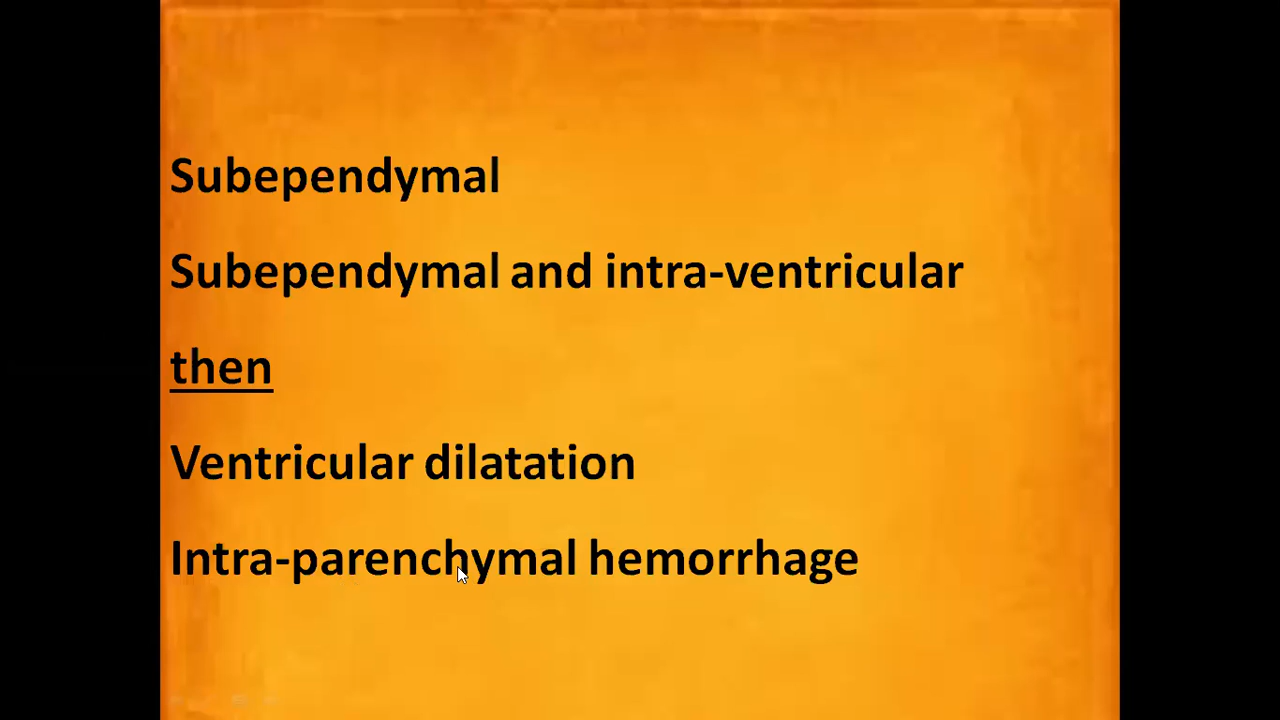 Subependymal
Subependymal and intra-ventricular
then
Ventricular dilatation
Intra-parenchymal hemorrhage